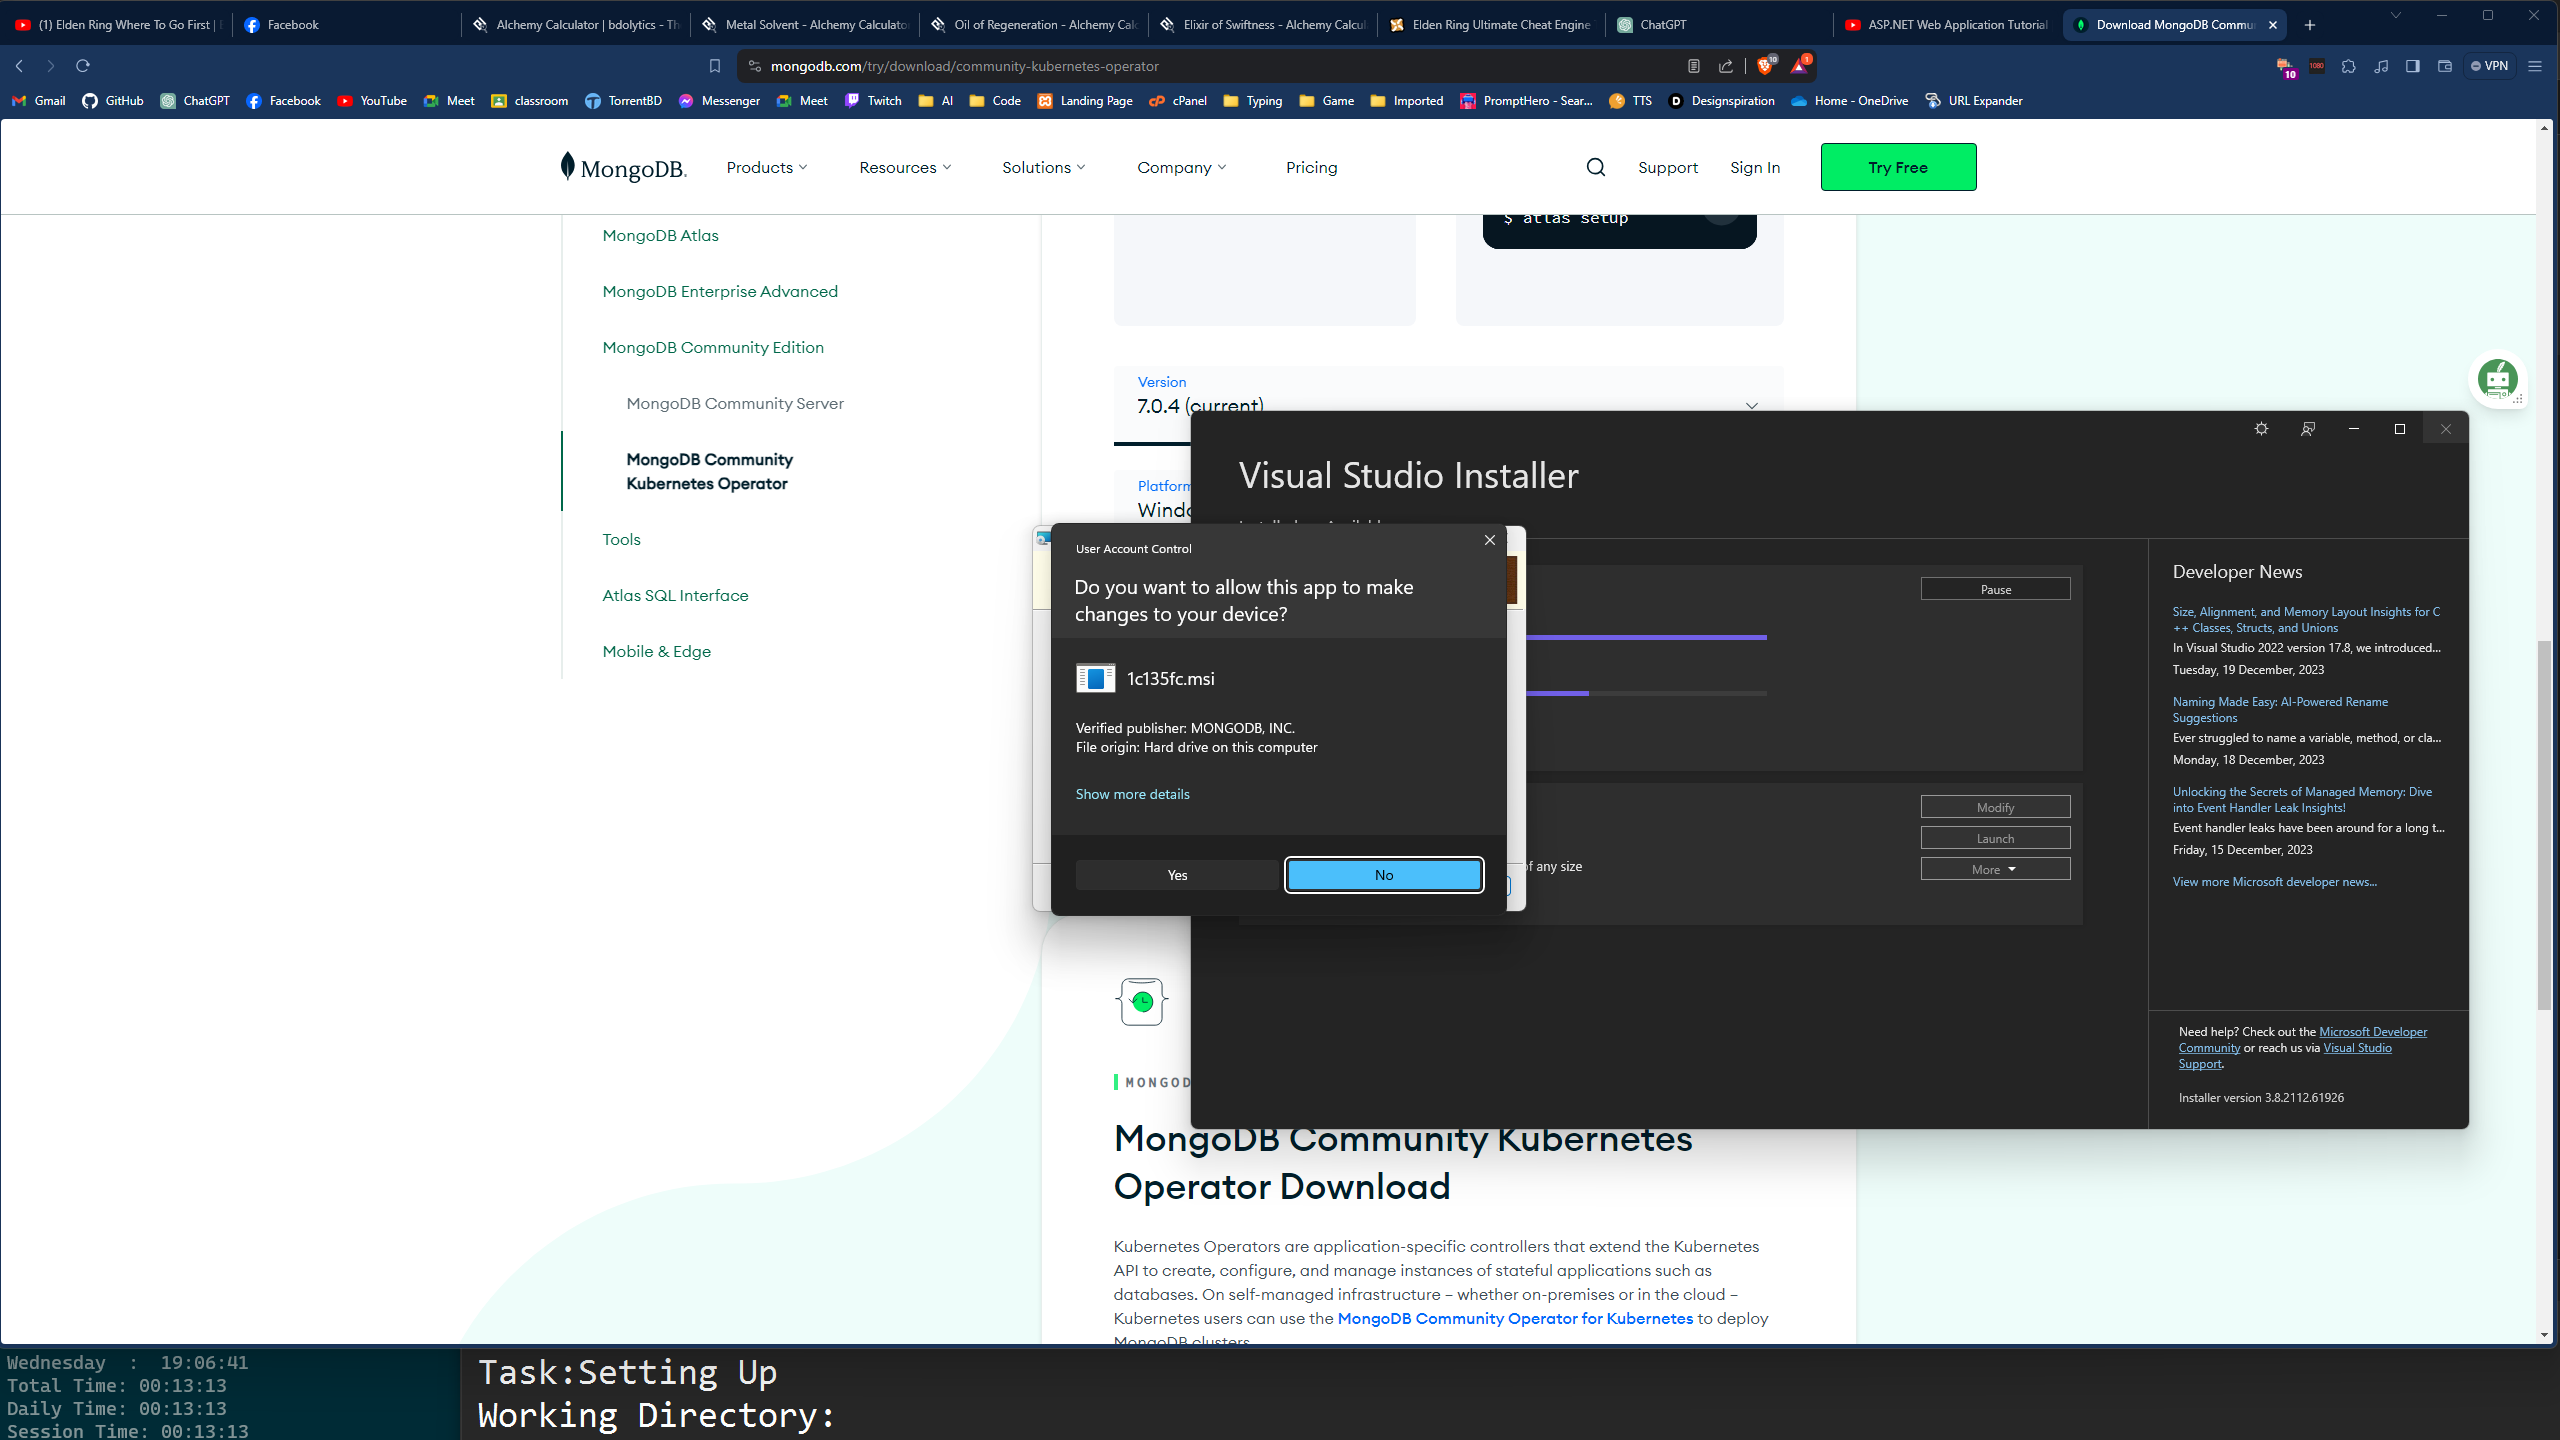 (1) Elden Ring Where To Go First |
Facebook
Alchemy Calculator | bdolytics - Th
Metal Solvent - Alchemy Calculator
Oil of Regeneration - Alchemy Calc
Elixir of Swiftness - Alchemy Calcul
Elden Ring Ultimate Cheat Engine
ChatGPT
ASP.NET Web Application Tutorial
Download MongoDB Commu
mongodb.com/try/download/community-kubernetes-operator
10
1
10
1080
VPN
Gmail
GitHub
ChatGPT
Facebook
YouTube
Meet
classroom
TorrentBD
Messenger
Meet
Twitch
AI
Code
Landing Page
cPanel
Typing
Game
Imported
PromptHero - Sear...
TTS
Designspiration
Home - OneDrive
URL Expander
MongoDB.
Products
Resources
Solutions
Company
Pricing
Support
Sign In
Try Free
$ atlas setup
MongoDB Atlas
MongoDB Enterprise Advanced
MongoDB Community Edition
MongoDB Community Server
MongoDB Community
Kubernetes Operator
Tools
Atlas SQL Interface
Mobile & Edge
Version
7.0.4 (current)
Platform
Windo
Visual Studio Installer
Pause
Modify
Launch
More
of any size
Developer News
Size, Alignment, and Memory Layout Insights for C
++ Classes, Structs, and Unions
In Visual Studio 2022 version 17.8, we introduced...
Tuesday, 19 December, 2023
Naming Made Easy: AI-Powered Rename
Suggestions
Ever struggled to name a variable, method, or cla...
Monday, 18 December, 2023
Unlocking the Secrets of Managed Memory: Dive
into Event Handler Leak Insights!
Event handler leaks have been around for a long t...
Friday, 15 December, 2023
View more Microsoft developer news...
Need help? Check out the Microsoft Developer
Community or reach us via Visual Studio
Support.
Installer version 3.8.2112.61926
User Account Control
Do you want to allow this app to make
changes to your device?
1c135fc.msi
Verified publisher: MONGODB, INC.
File origin: Hard drive on this computer
Show more details
Yes
No
MONGOD
MongoDB Community Kubernetes
Operator Download
Kubernetes Operators are application-specific controllers that extend the Kubernetes
API to create, configure, and manage instances of stateful applications such as
databases. On self-managed infrastructure – whether on-premises or in the cloud –
Kubernetes users can use the MongoDB Community Operator for Kubernetes to deploy
MongoDB clusters.
Wednesday  :  19:06:41
Total Time: 00:13:13
Daily Time: 00:13:13
Session Time: 00:13:13
Task:Setting Up
Working Directory: